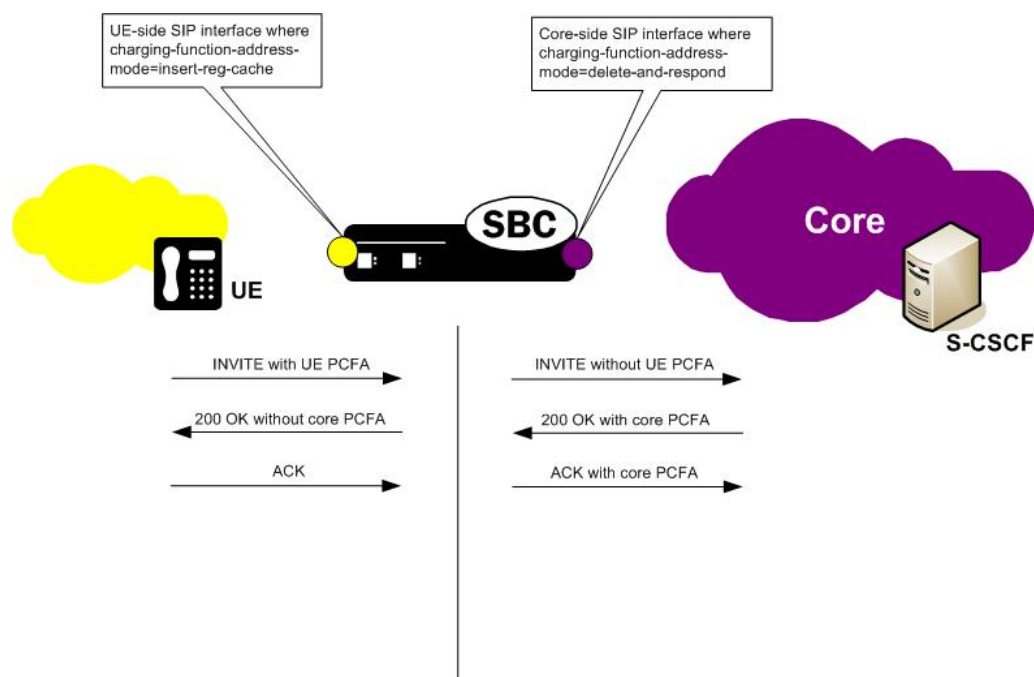 UE-side SIP interface where
charging-function-address-
mode=insert-reg-cache
Core-side SIP interface where
charging-function-address-
mode=delete-and-respond
SBC
Core
UE
S-CSCF
INVITE with UE PCFA
INVITE without UE PCFA
200 OK without core PCFA
200 OK with core PCFA
ACK
ACK with core PCFA